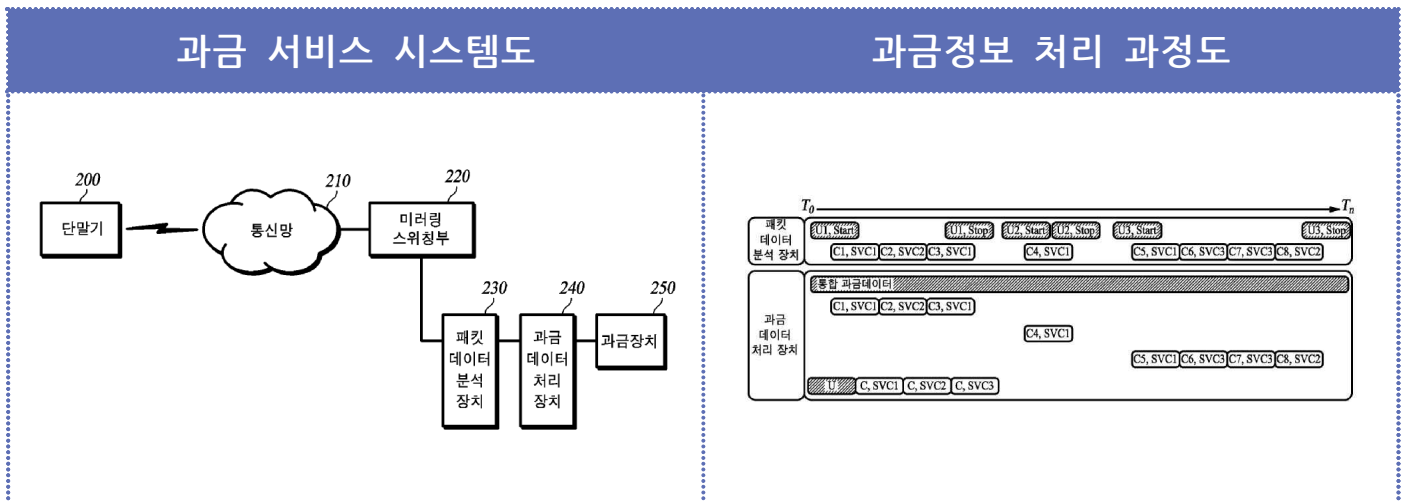 과금 서비스 시스템도
과금정보 처리 과정도
200
단말기
210
통신망
220
미러링
스위칭부
230
패킷
데이터
분석
장치
240
과금
데이터
처리
장치
250
과금장치
T0 Tn
패킷
데이터
분석 장치
U1, Start U1, Stop U2, Start U2, Stop U3, Start U3, Stop
C1, SVC1 C2, SVC2 C3, SVC1 C4, SVC1 C5, SVC1 C6, SVC3 C7, SVC3 C8, SVC2
과금
데이터
처리 장치
통합 과금데이터
C1, SVC1 C2, SVC2 C3, SVC1
C4, SVC1
C5, SVC1 C6, SVC3 C7, SVC3 C8, SVC2
U C, SVC1 C, SVC2 C, SVC3